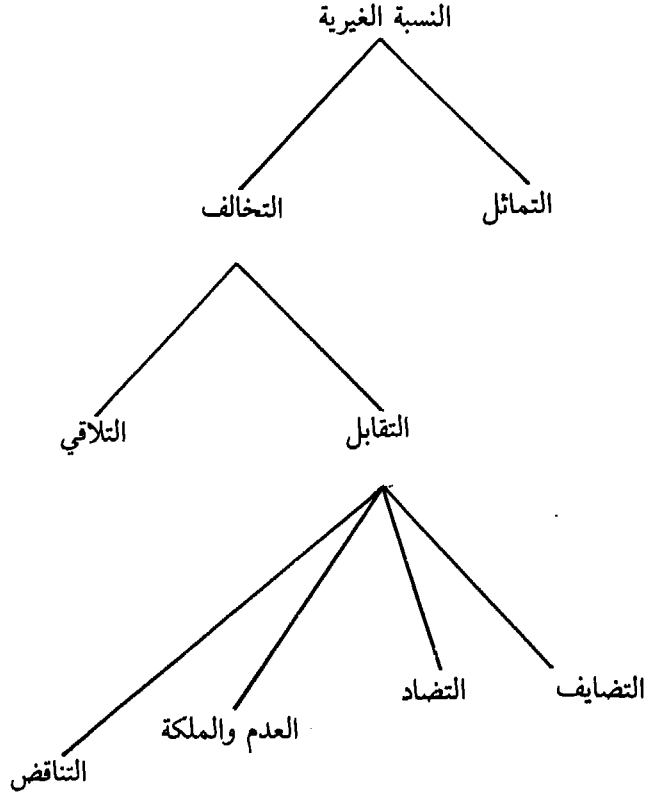 النسبة الغيرية
التماثل
التخالف
التقابل
التلاقي
التضايف
التضاد
العدم والملكة
التناقض